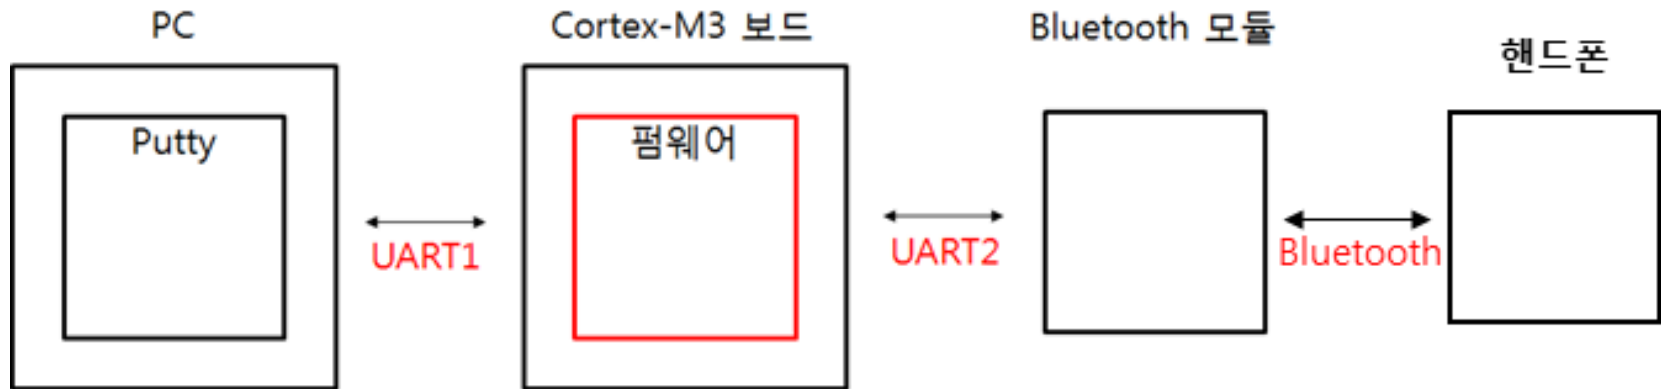 PC
Cortex-M3 보드
Bluetooth 모듈
핸드폰
Putty
펌웨어
UART1
UART2
Bluetooth